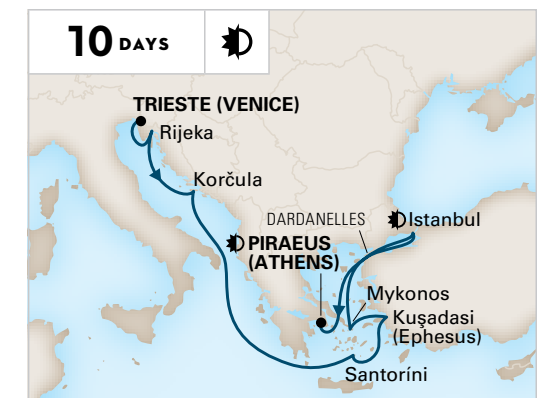 10 DAYS
TRIESTE (VENICE)
Rijeka
Korčula
DARDANELLES
Istanbul
PIRAEUS
(ATHENS)
Mykonos
Kuşadasi
(Ephesus)
Santoríni